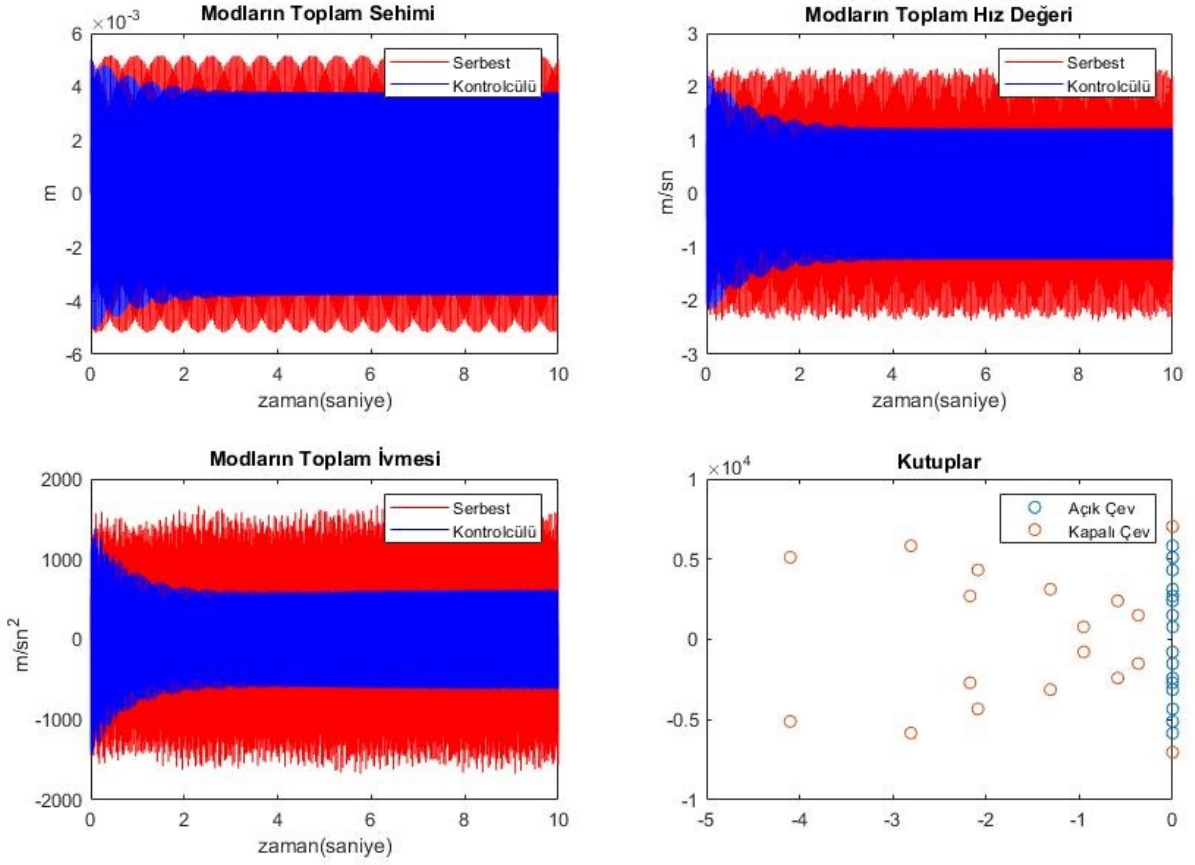 Modların Toplam Sehimi
×10-3
6
4
2
0
-2
-4
-6
m
0 2 4 6 8 10
zaman(saniye)
Serbest
Kontrolcülü
Modların Toplam Hız Değeri
3
2
1
0
-1
-2
-3
m/sn
0 2 4 6 8 10
zaman(saniye)
Serbest
Kontrolcülü
Modların Toplam İvmesi
2000
1000
0
-1000
-2000
m/sn2
0 2 4 6 8 10
zaman(saniye)
Serbest
Kontrolcülü
Kutuplar
×104
1
0.5
0
-0.5
-1
-5 -4 -3 -2 -1 0
Açık Çev
Kapalı Çev